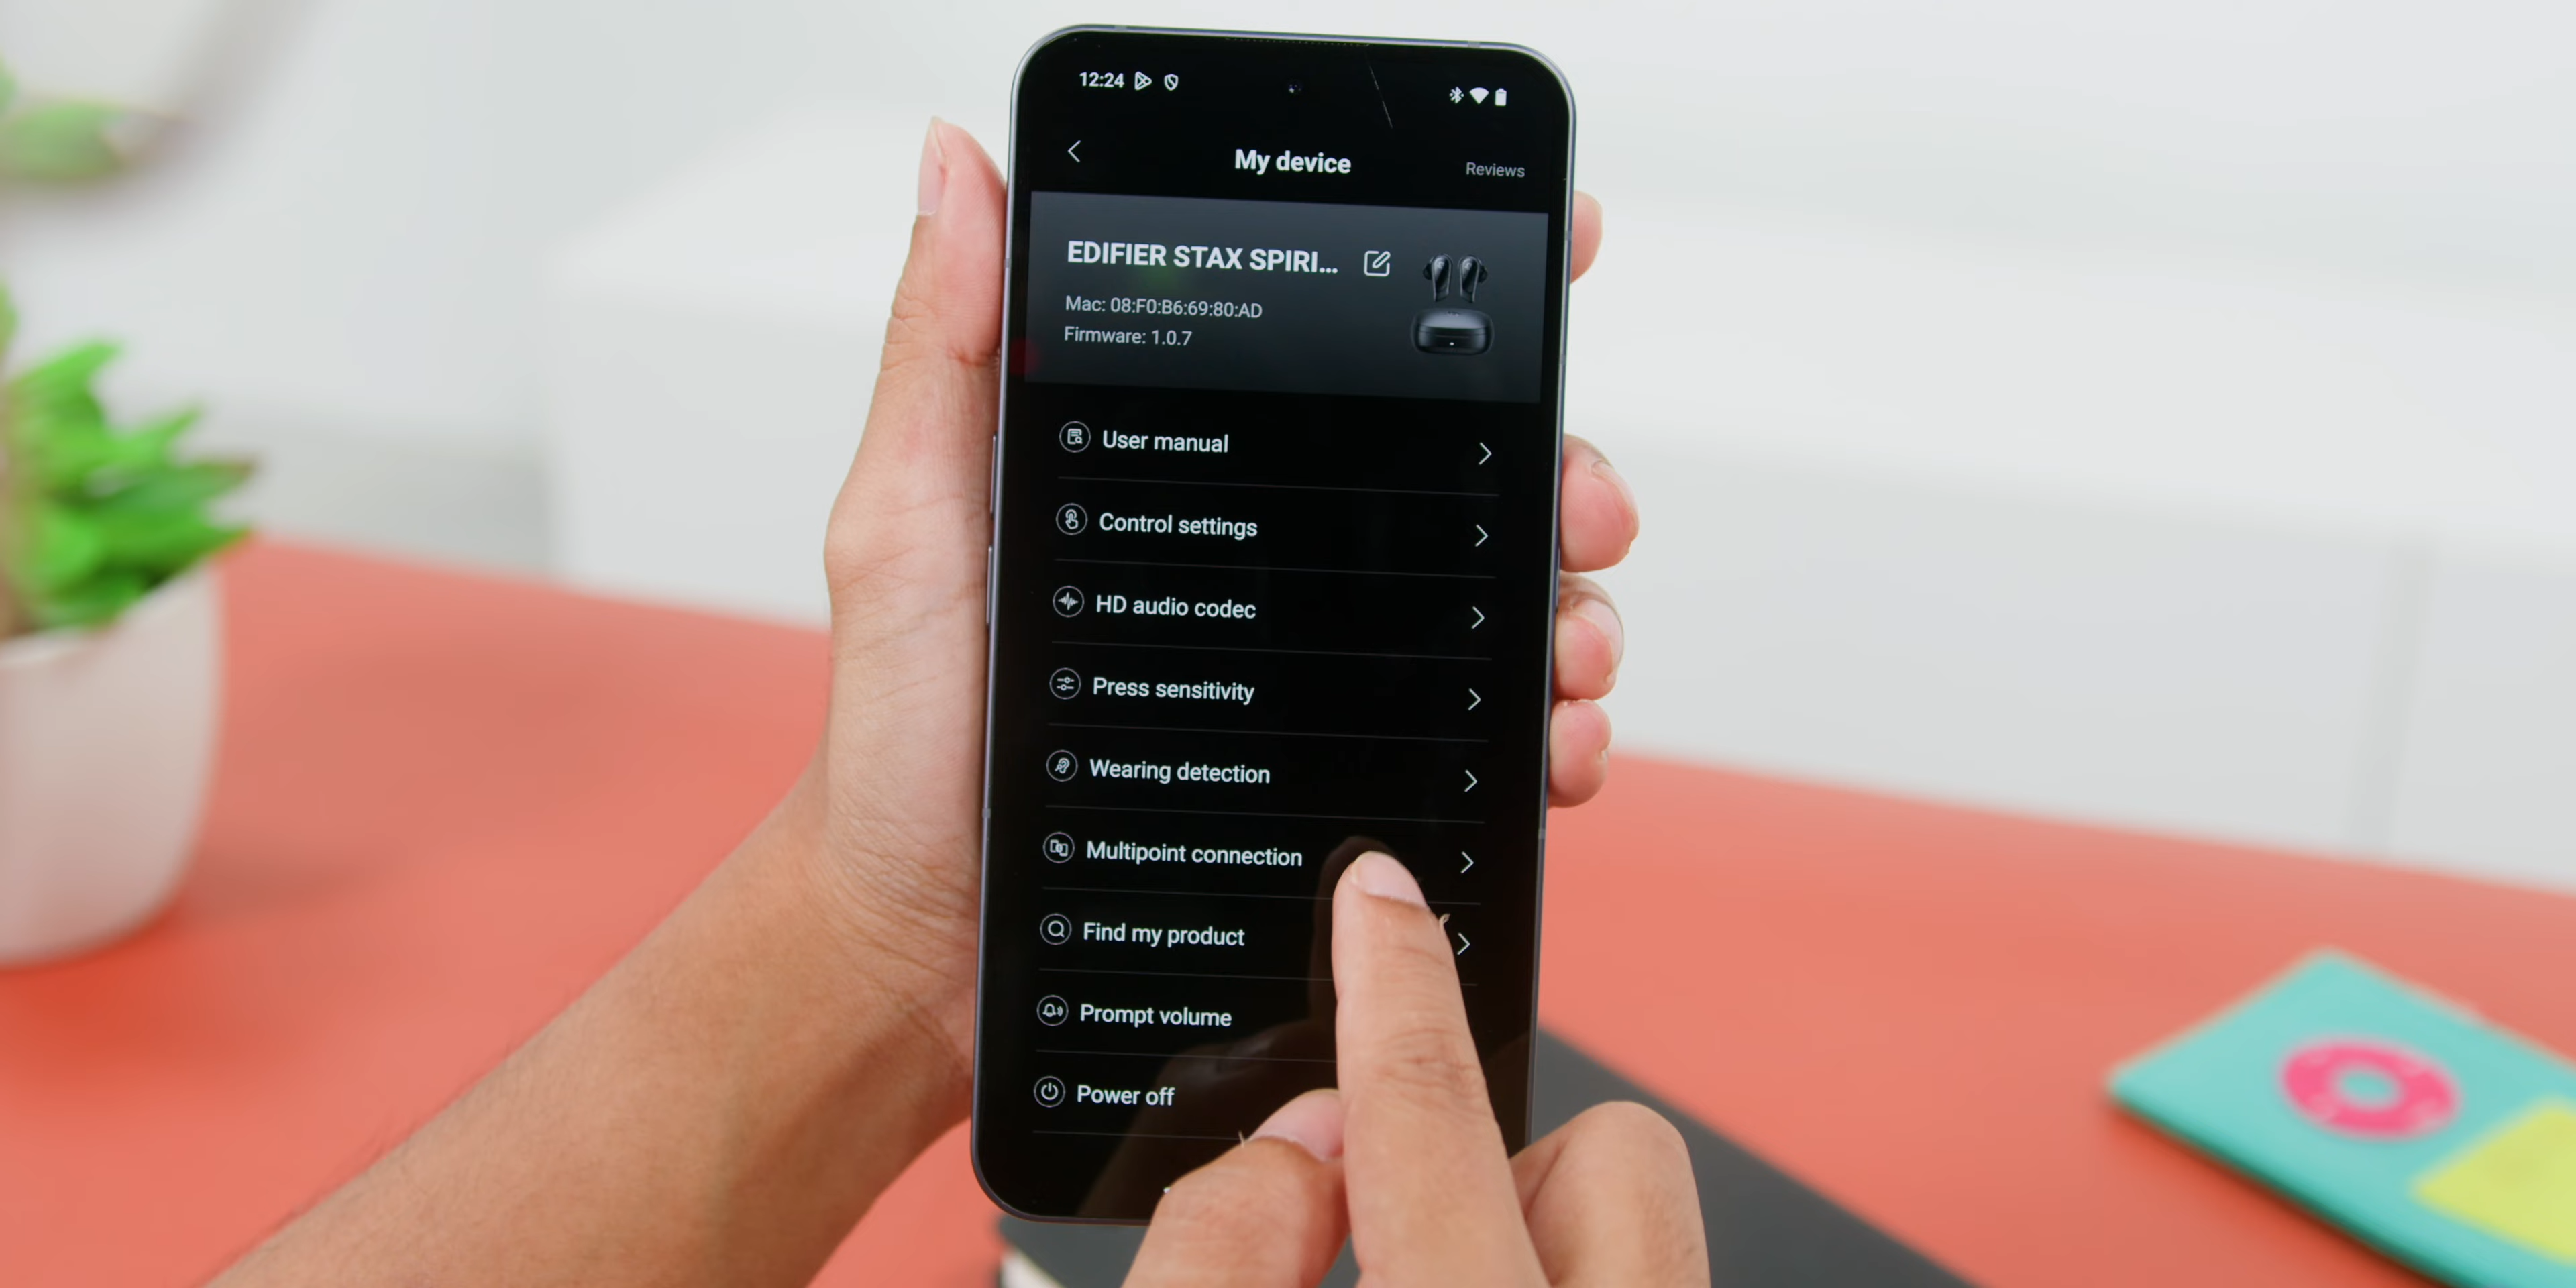 12:24
My device
Reviews
EDIFIER STAX SPIRI...
Mac: 08:F0:B6:69:80:AD
Firmware: 1.0.7
User manual
Control settings
HD audio codec
Press sensitivity
Wearing detection
Multipoint connection
Find my product
Prompt volume
Power off